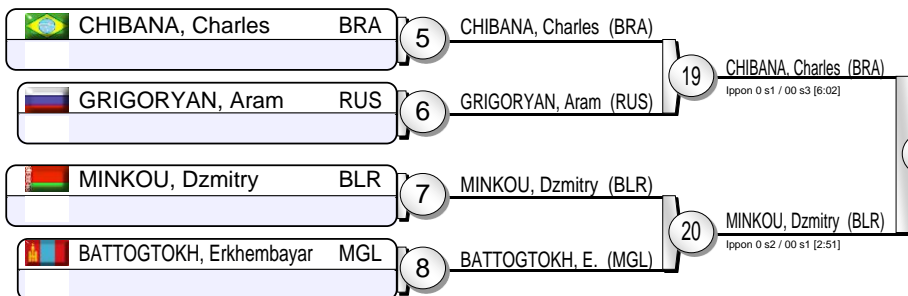 CHIBANA, Charles BRA
5
CHIBANA, Charles (BRA)
GRIGORYAN, Aram RUS
6
GRIGORYAN, Aram (RUS)
19
CHIBANA, Charles (BRA)
Ippon 0 s1 / 00 s3 [6:02]
MINKOU, Dzmitry BLR
7
MINKOU, Dzmitry (BLR)
BATTOGTOKH, Erkhembayar MGL
8
BATTOGTOKH, E. (MGL)
20
MINKOU, Dzmitry (BLR)
Ippon 0 s2 / 00 s1 [2:51]